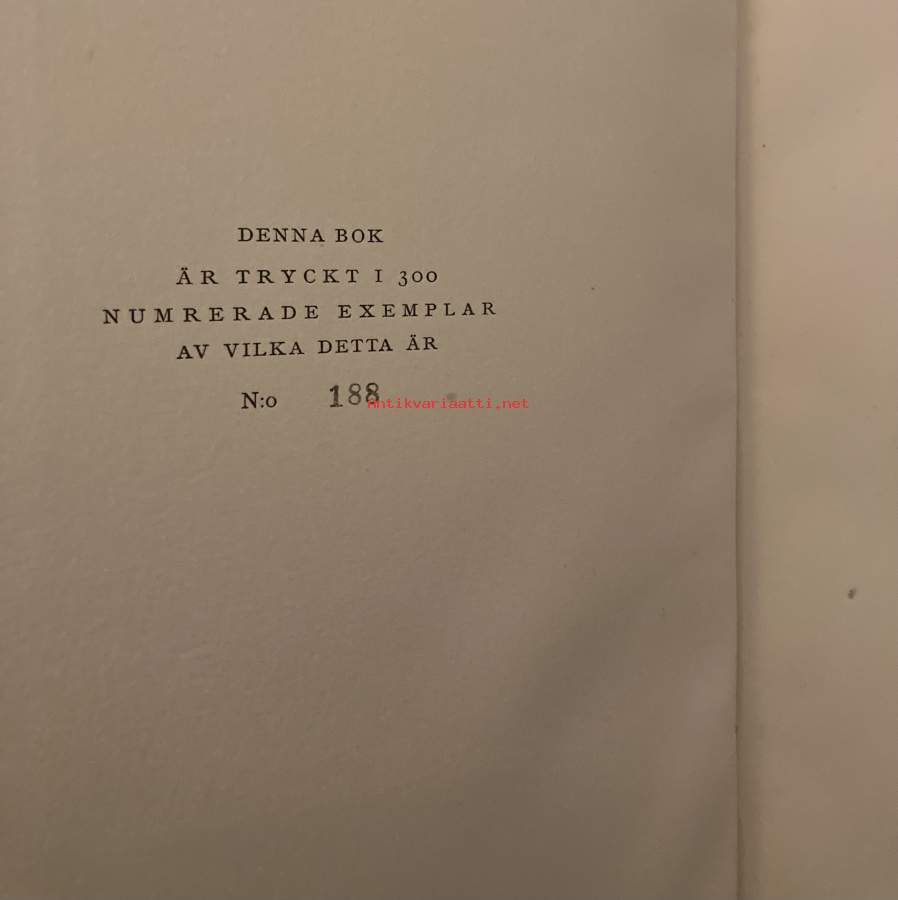 DENNA BOK
ÄR TRYCKT I 300
NUMRERADE EXEMPLAR
AV VILKA DETTA ÄR
N:o 188
Antikvariaatti.net